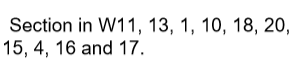 Section in W11, 13, 1, 10, 18, 20,
15, 4, 16 and 17.